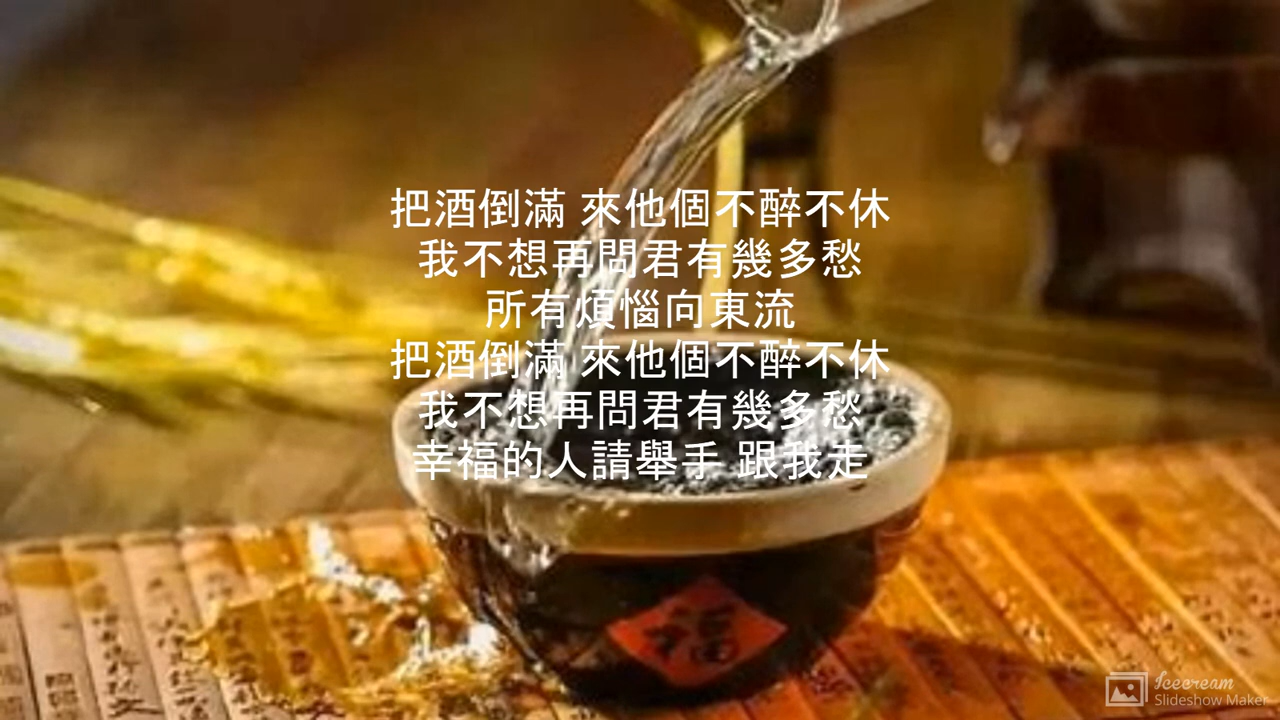 把酒倒滿 來他個不醉不休
我不想再問君有幾多愁
所有煩惱向東流
把酒倒滿 來他個不醉不休
我不想再問君有幾多愁
幸福的人請舉手 跟我走
福
Icecream
Slideshow Maker